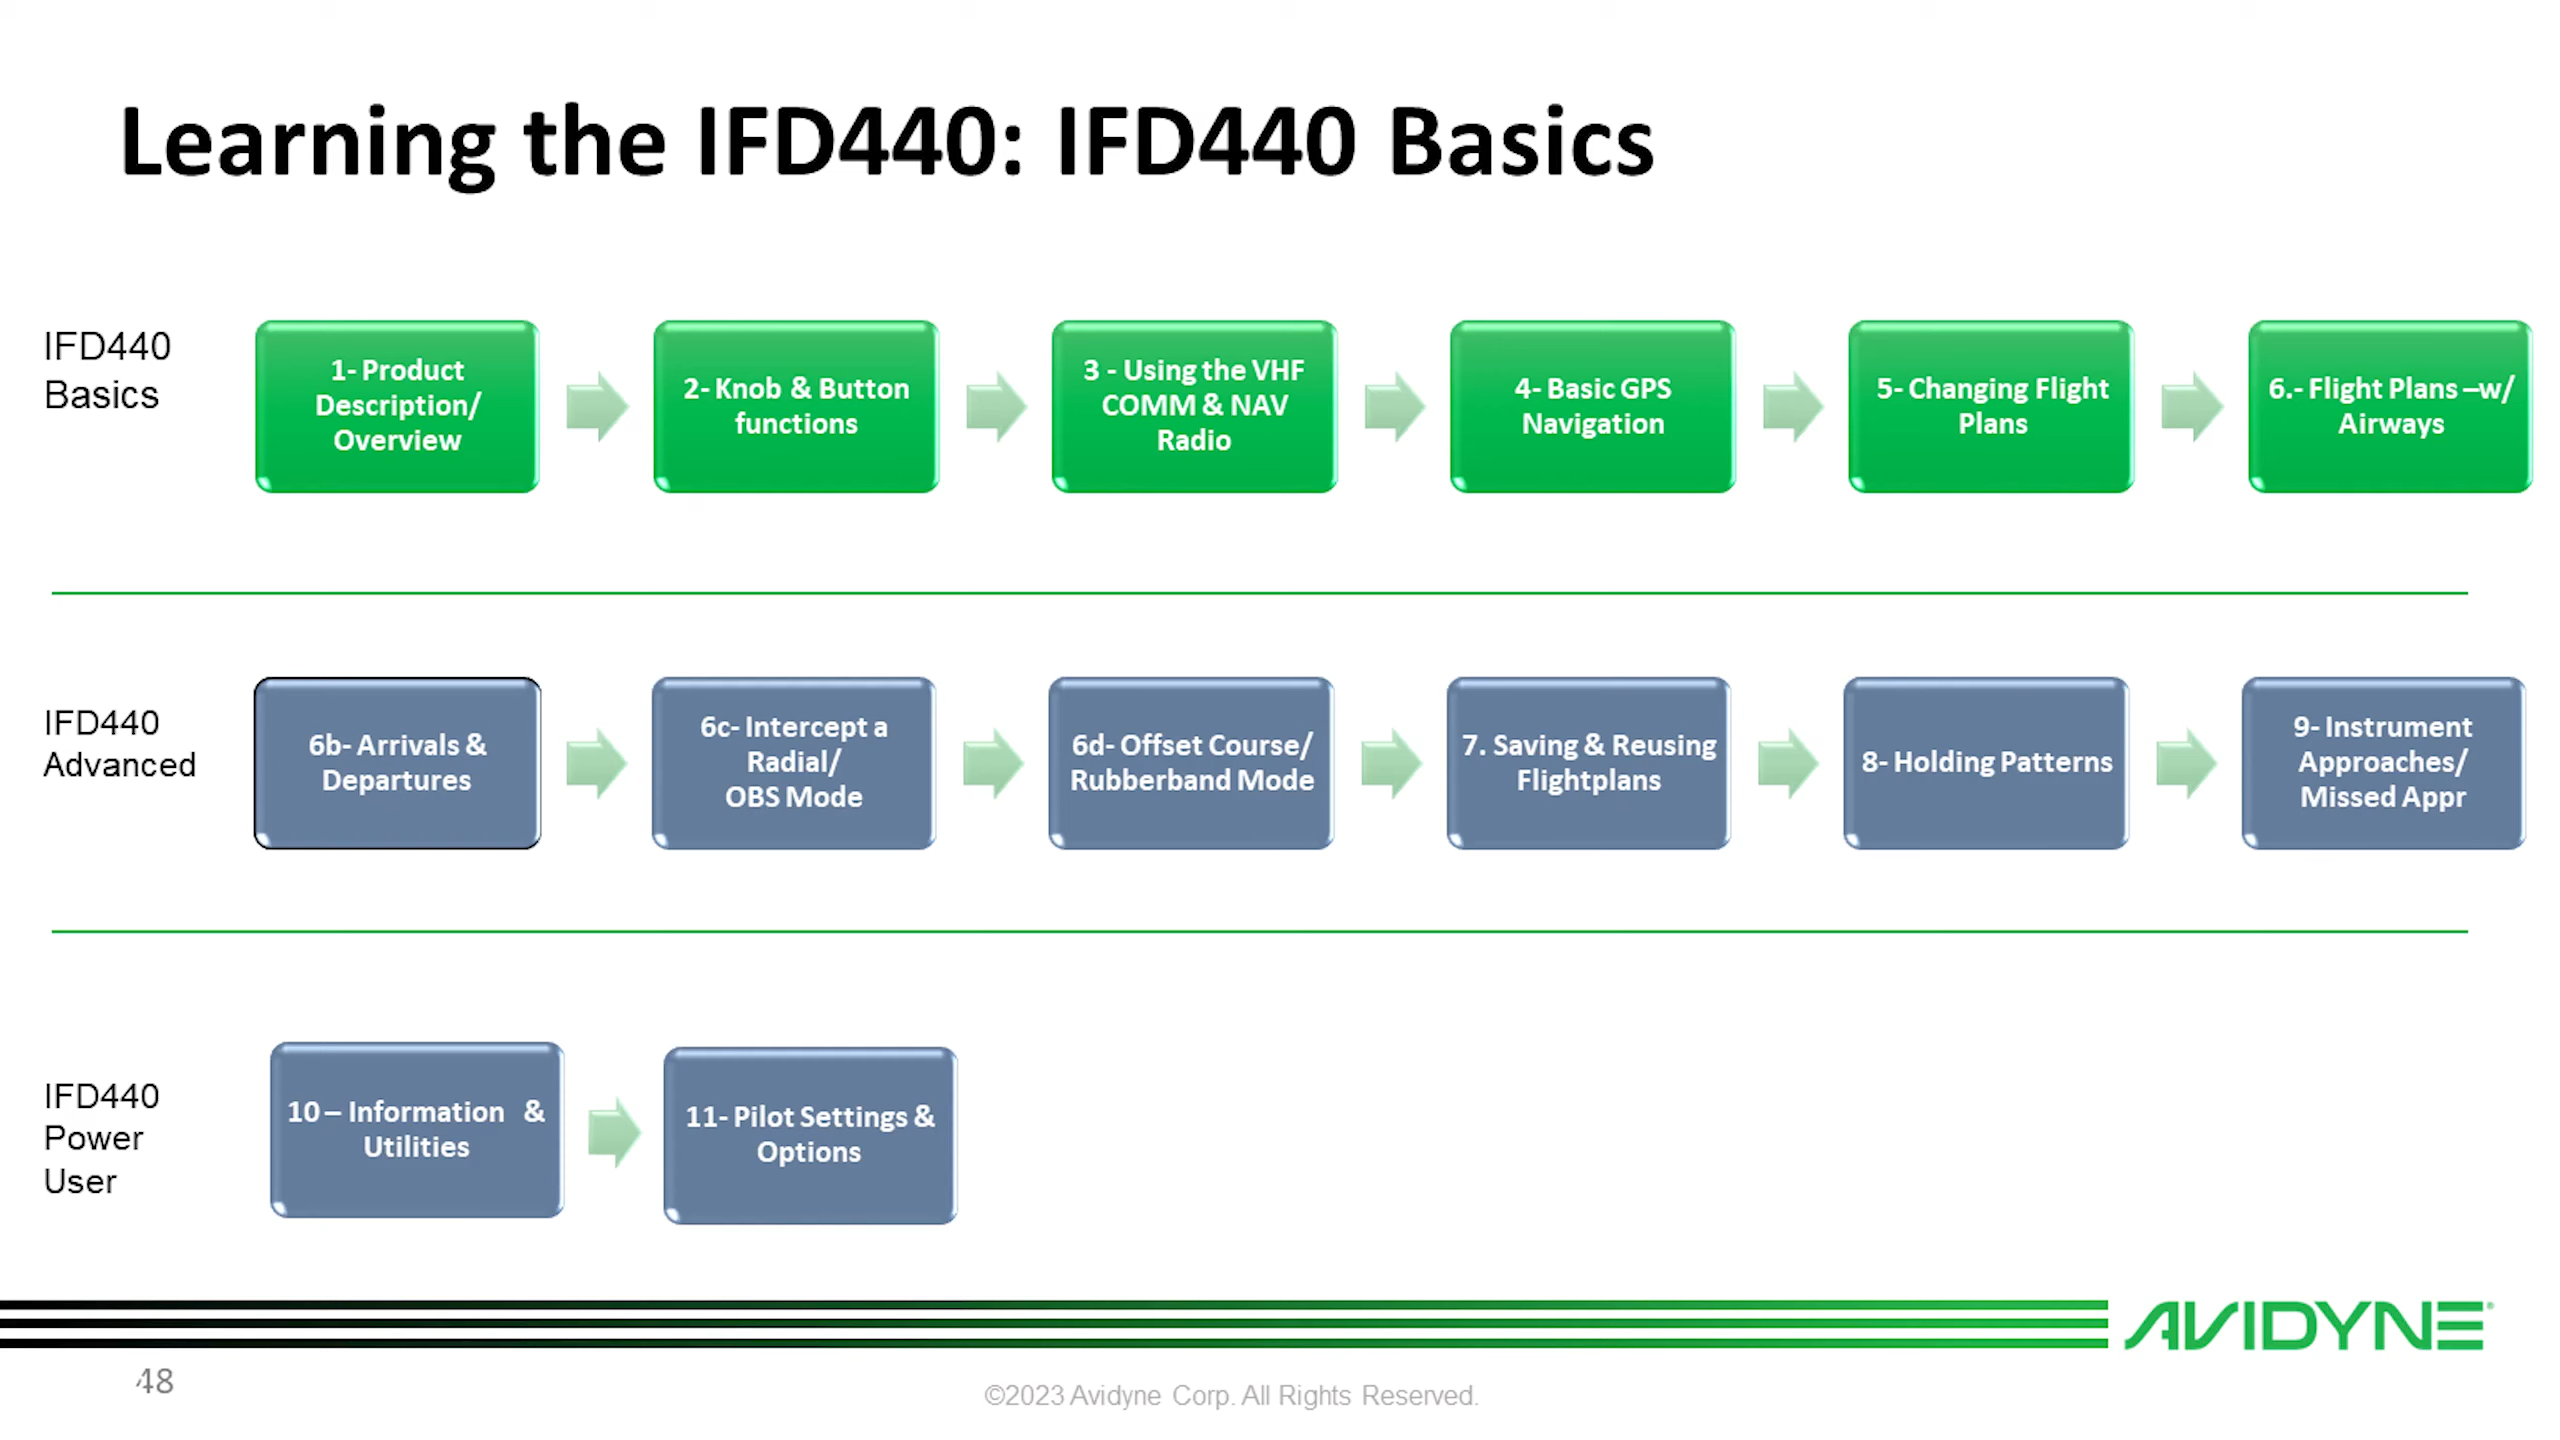 Learning the IFD440: IFD440 Basics
IFD440
Basics
1- Product
Description/
Overview
2- Knob & Button
functions
3 - Using the VHF
COMM & NAV
Radio
4- Basic GPS
Navigation
5- Changing Flight
Plans
6.- Flight Plans –w/
Airways
IFD440
Advanced
6b- Arrivals &
Departures
6c- Intercept a
Radial/
OBS Mode
6d- Offset Course/
Rubberband Mode
7. Saving & Reusing
Flightplans
8- Holding Patterns
9- Instrument
Approaches/
Missed Appr
IFD440
Power
User
10 – Information &
Utilities
11- Pilot Settings &
Options
AVIDYNE®
48
©2023 Avidyne Corp. All Rights Reserved.